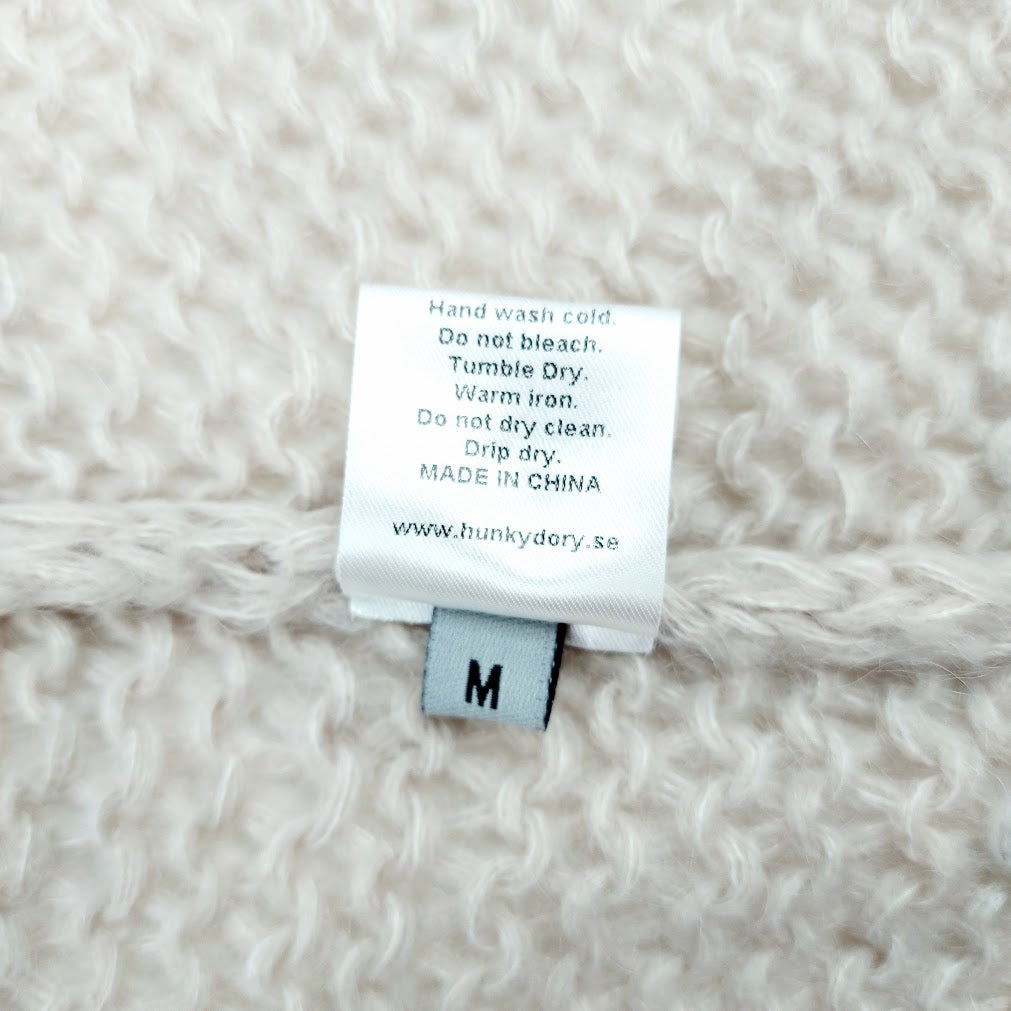 Hand wash cold.
Do not bleach.
Tumble Dry.
Warm iron.
Do not dry clean.
Drip dry.
MADE IN CHINA
www.hunkydory.se
M